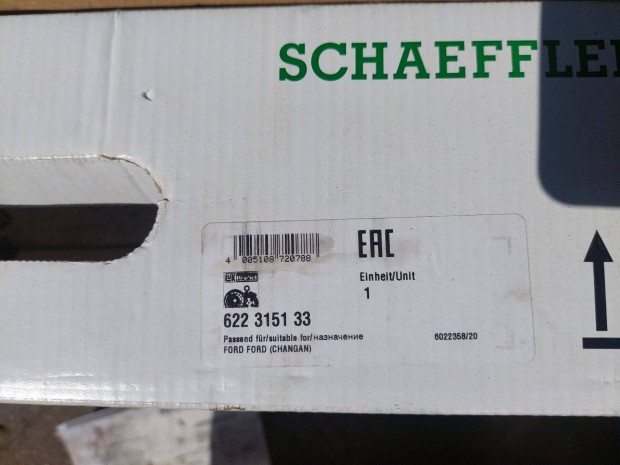 SCHAEFFLE
4 005108 720788
EAC
Einheit/Unit
1
622 3151 33
Passend für/suitable for/назначение
6022358/20
FORD FORD (CHANGAN)